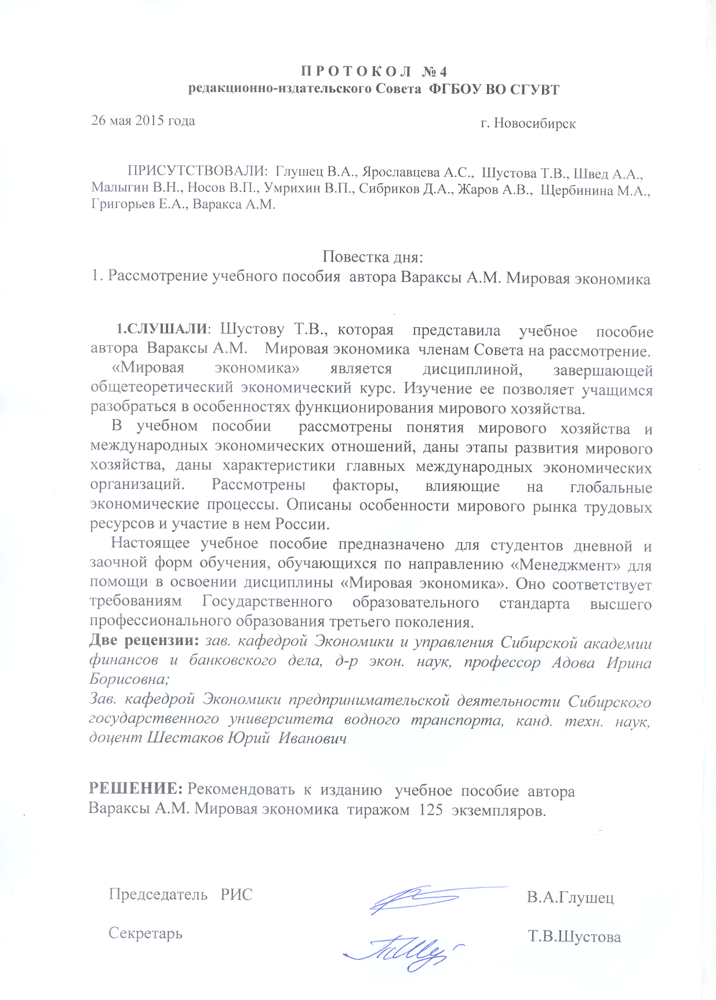 П Р О Т О К О Л № 4
редакционно-издательского Совета ФГБОУ ВО СГУВТ
26 мая 2015 года г. Новосибирск
ПРИСУТСТВОВАЛИ: Глушец В.А., Ярославцева А.С., Шустова Т.В., Швед А.А.,
Малыгин В.Н., Носов В.П., Умрихин В.П., Сибриков Д.А., Жаров А.В., Щербинина М.А.,
Григорьев Е.А., Варакса А.М.
Повестка дня:
1. Рассмотрение учебного пособия автора Вараксы А.М. Мировая экономика
1.СЛУШАЛИ: Шустову Т.В., которая представила учебное пособие
автора Вараксы А.М. Мировая экономика членам Совета на рассмотрение.
«Мировая экономика» является дисциплиной, завершающей
общетеоретический экономический курс. Изучение ее позволяет учащимся
разобраться в особенностях функционирования мирового хозяйства.
В учебном пособии рассмотрены понятия мирового хозяйства и
международных экономических отношений, даны этапы развития мирового
хозяйства, даны характеристики главных международных экономических
организаций. Рассмотрены факторы, влияющие на глобальные
экономические процессы. Описаны особенности мирового рынка трудовых
ресурсов и участие в нем России.
Настоящее учебное пособие предназначено для студентов дневной и
заочной форм обучения, обучающихся по направлению «Менеджмент» для
помощи в освоении дисциплины «Мировая экономика». Оно соответствует
требованиям Государственного образовательного стандарта высшего
профессионального образования третьего поколения.
Две рецензии: зав. кафедрой Экономики и управления Сибирской академии
финансов и банковского дела, д-р экон. наук, профессор Адова Ирина
Борисовна;
Зав. кафедрой Экономики предпринимательской деятельности Сибирского
государственного университета водного транспорта, канд. техн. наук,
доцент Шестаков Юрий Иванович
РЕШЕНИЕ: Рекомендовать к изданию учебное пособие автора
Вараксы А.М. Мировая экономика тиражом 125 экземпляров.
Председатель РИС В.А.Глушец
Секретарь Т.В.Шустова